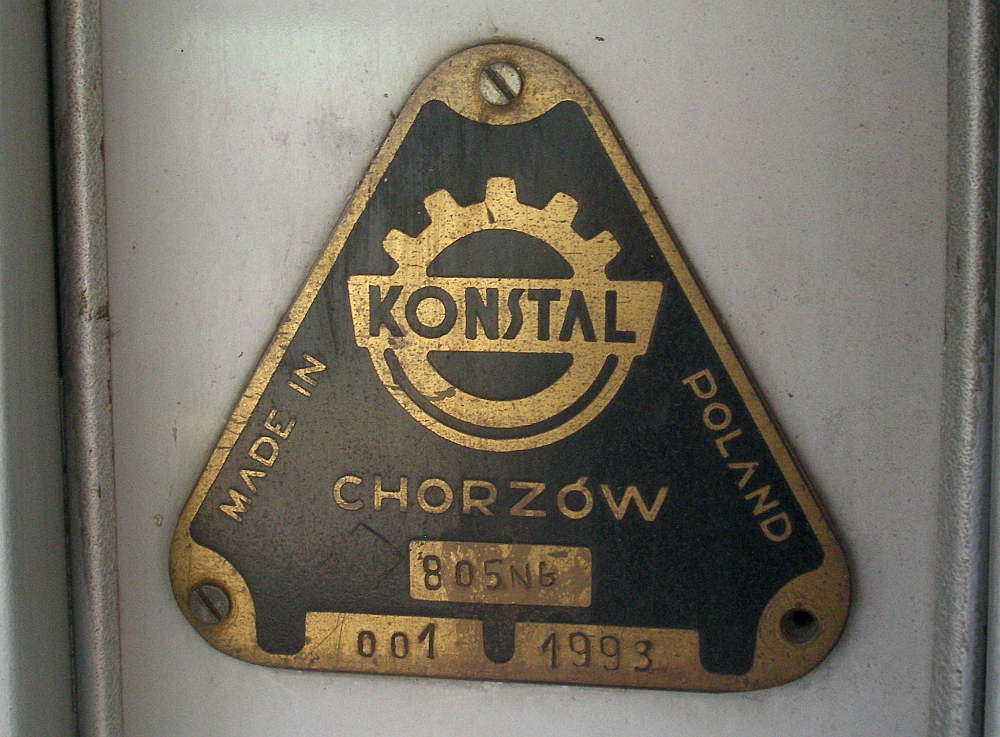 KONSTAL
MADE IN
POLAND
CHORZÓW
805Nb
001 1993